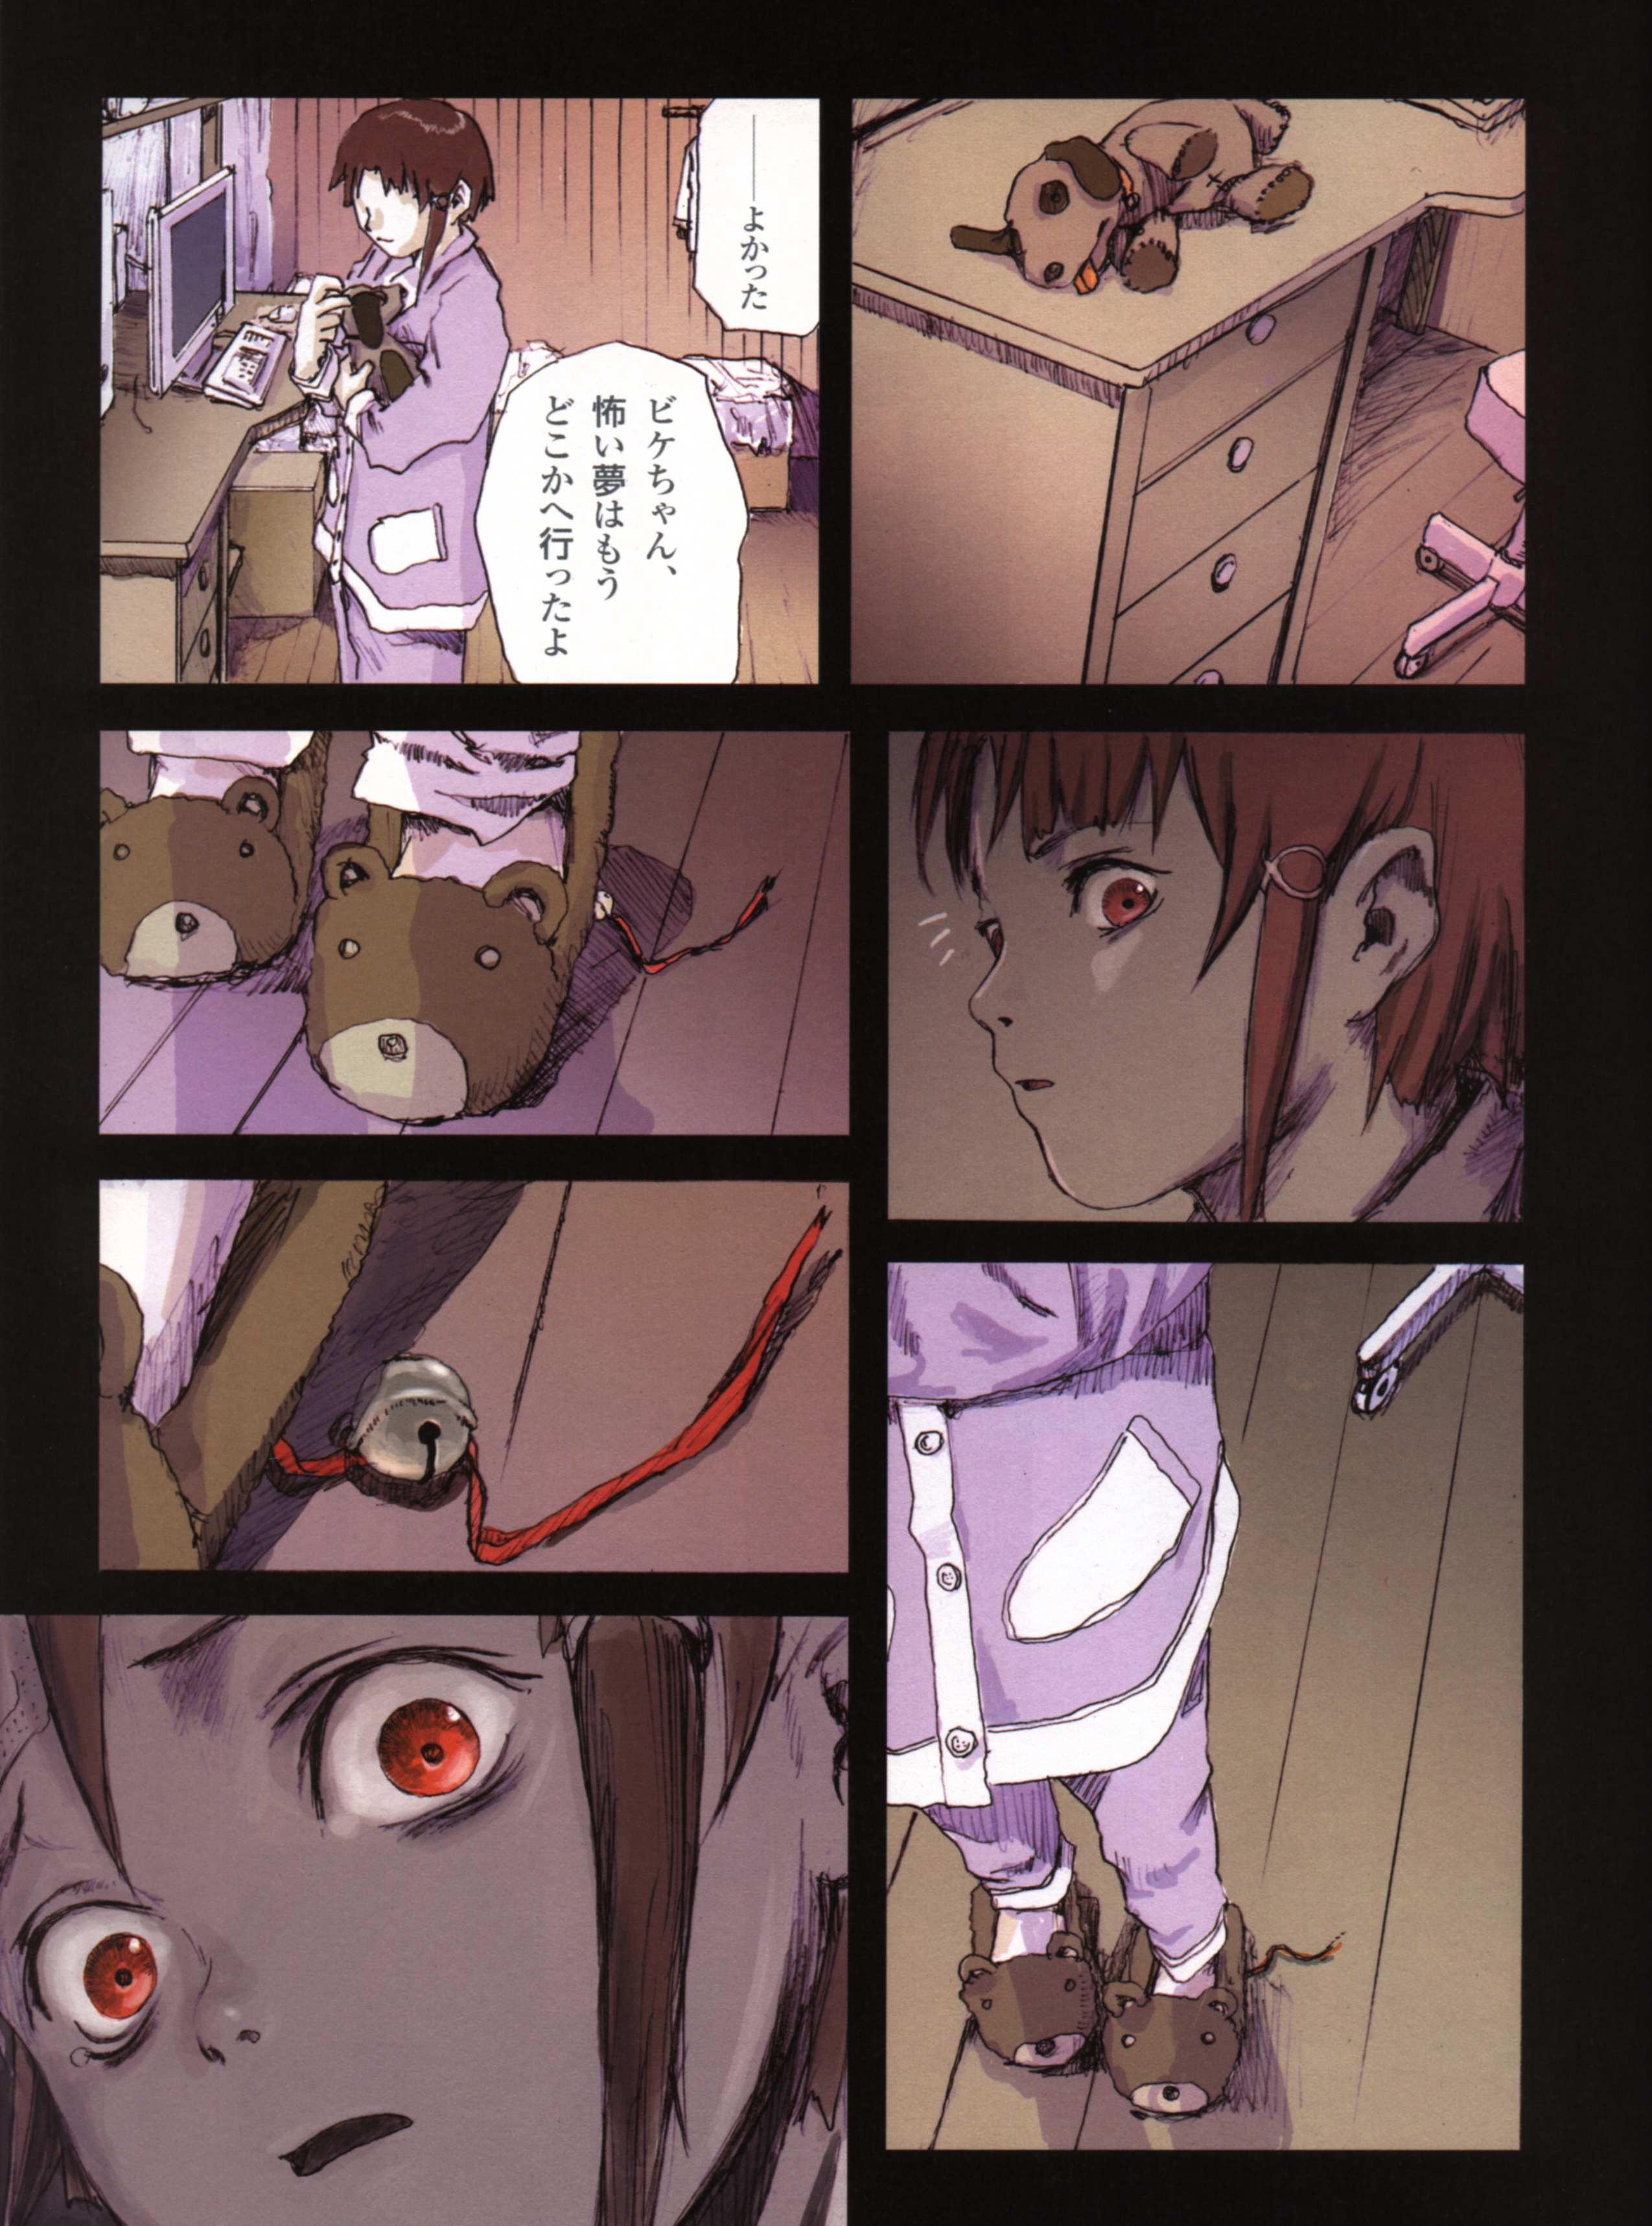 ――よかった
ビケちゃん、
怖い夢はもう
どこかへ行ったよ